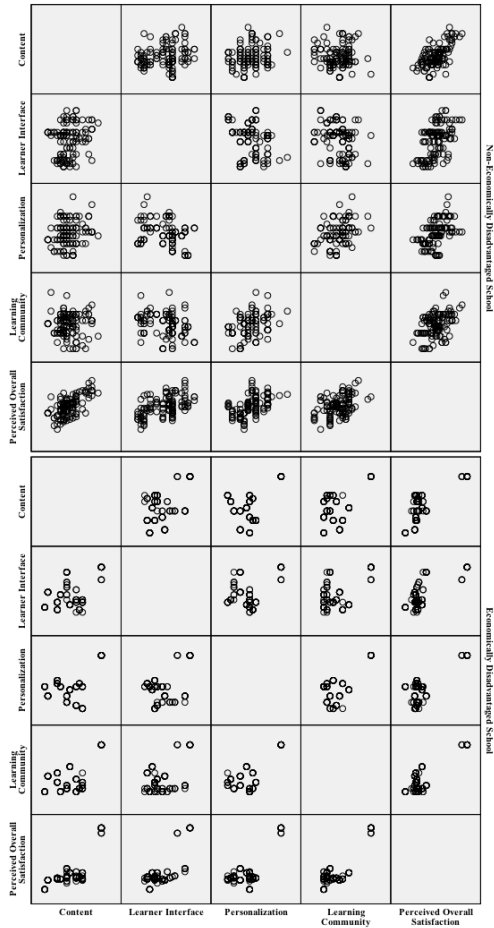 Content
Learner Interface
Personalization
Learning
Community
Perceived Overall
Satisfaction
Non-Economically Disadvantaged School
Content
Learner Interface
Personalization
Learning
Community
Perceived Overall
Satisfaction
Economically Disadvantaged School
Content
Learner Interface
Personalization
Learning
Community
Perceived Overall
Satisfaction